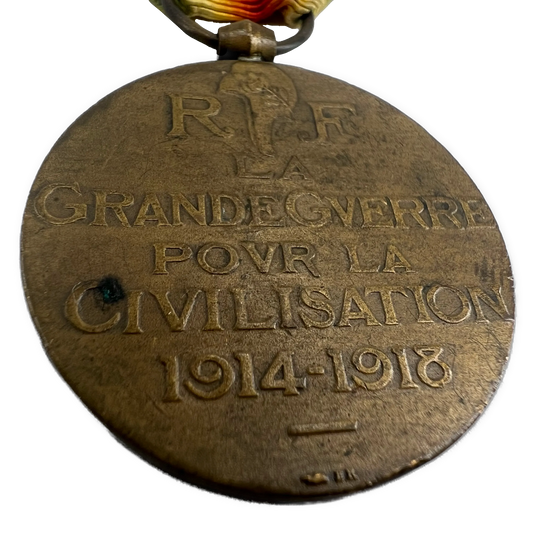 R F
LA
GRANDE GVERRE
POVR LA
CIVILISATION
1914-1918